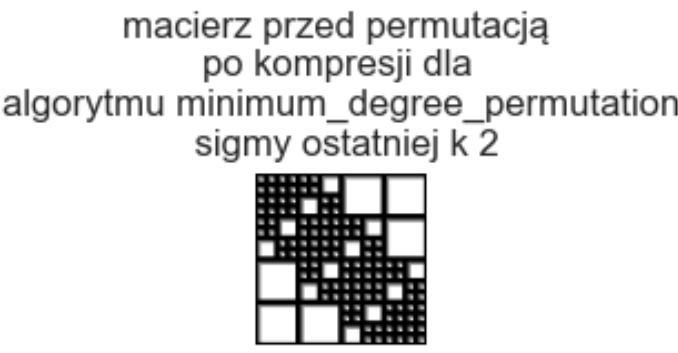 macierz przed permutacją
po kompresji dla
algorytmu minimum_degree_permutation
sigmy ostatniej k 2